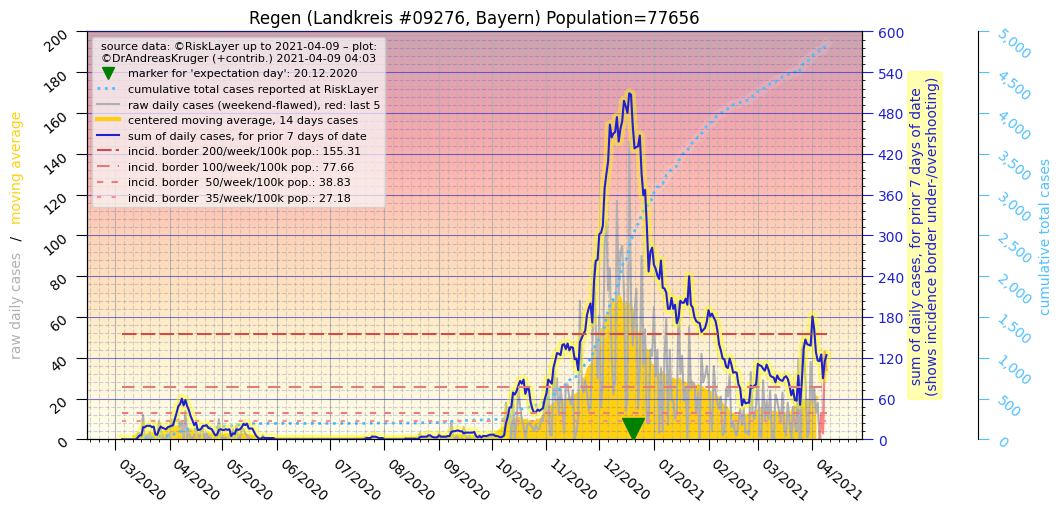 Regen (Landkreis #09276, Bayern) Population=77656
source data: ©RiskLayer up to 2021-04-09 – plot:
©DrAndreasKruger (+contrib.) 2021-04-09 04:03
marker for 'expectation day': 20.12.2020
cumulative total cases reported at RiskLayer
raw daily cases (weekend-flawed), red: last 5
centered moving average, 14 days cases
sum of daily cases, for prior 7 days of date
incid. border 200/week/100k pop.: 155.31
incid. border 100/week/100k pop.: 77.66
incid. border 50/week/100k pop.: 38.83
incid. border 35/week/100k pop.: 27.18
raw daily cases / moving average
200
180
160
140
120
100
80
60
40
20
0
03/2020
04/2020
05/2020
06/2020
07/2020
08/2020
09/2020
10/2020
11/2020
12/2020
01/2021
02/2021
03/2021
04/2021
600
540
480
420
360
300
240
180
120
60
0
sum of daily cases, for prior 7 days of date
(shows incidence border under-/overshooting)
5,000
4,500
4,000
3,500
3,000
2,500
2,000
1,500
1,000
500
0
cumulative total cases